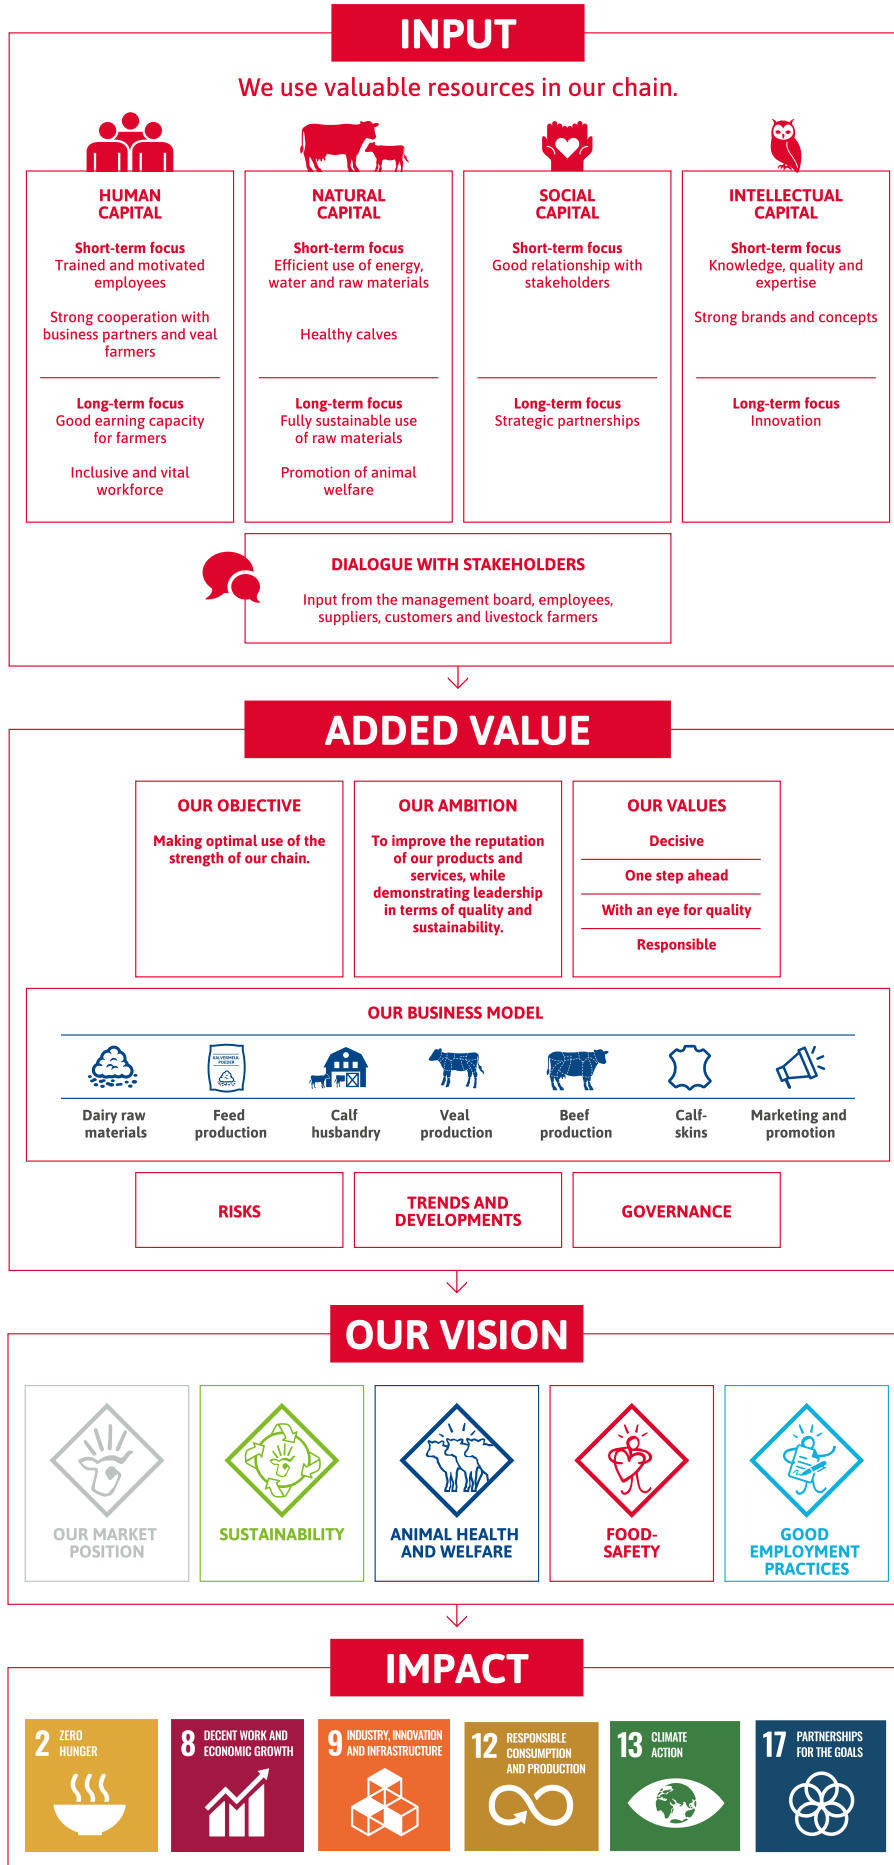 INPUT
We use valuable resources in our chain.
HUMAN
CAPITAL
Short-term focus
Trained and motivated
employees
Strong cooperation with
business partners and veal
farmers
Long-term focus
Good earning capacity
for farmers
Inclusive and vital
workforce
NATURAL
CAPITAL
Short-term focus
Efficient use of energy,
water and raw materials
Healthy calves
Long-term focus
Fully sustainable use
of raw materials
Promotion of animal
welfare
SOCIAL
CAPITAL
Short-term focus
Good relationship with
stakeholders
Long-term focus
Strategic partnerships
INTELLECTUAL
CAPITAL
Short-term focus
Knowledge, quality and
expertise
Strong brands and concepts
Long-term focus
Innovation
DIALOGUE WITH STAKEHOLDERS
Input from the management board, employees,
suppliers, customers and livestock farmers
ADDED VALUE
OUR OBJECTIVE
Making optimal use of the
strength of our chain.
OUR AMBITION
To improve the reputation
of our products and
services, while
demonstrating leadership
in terms of quality and
sustainability.
OUR VALUES
Decisive
One step ahead
With an eye for quality
Responsible
OUR BUSINESS MODEL
KALVERMELK
POEDER
Dairy raw
materials
Feed
production
Calf
husbandry
Veal
production
Beef
production
Calf-
skins
Marketing and
promotion
RISKS
TRENDS AND
DEVELOPMENTS
GOVERNANCE
OUR VISION
OUR MARKET
POSITION
SUSTAINABILITY
ANIMAL HEALTH
AND WELFARE
FOOD-
SAFETY
GOOD
EMPLOYMENT
PRACTICES
IMPACT
2 ZERO
HUNGER
8 DECENT WORK AND
ECONOMIC GROWTH
9 INDUSTRY, INNOVATION
AND INFRASTRUCTURE
12 RESPONSIBLE
CONSUMPTION
AND PRODUCTION
13 CLIMATE
ACTION
17 PARTNERSHIPS
FOR THE GOALS